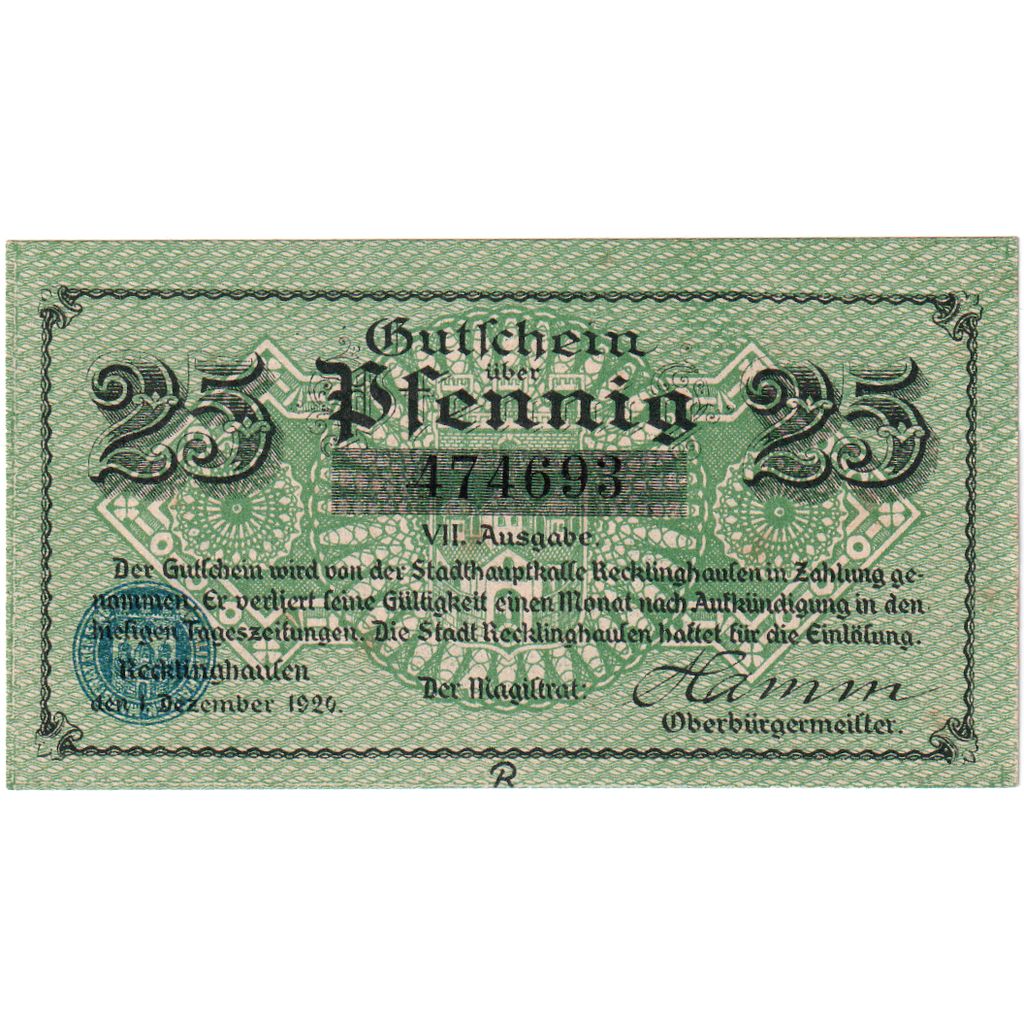 Gutschein
über
25 Pfennig 25
474693
VII. Ausgabe.
Der Gutschein wird von der Stadthauptkasse Recklinghausen in Zahlung ge-
nommen. Er verliert seine Gültigkeit einen Monat nach Aufkündigung in den
hiesigen Tageszeitungen. Die Stadt Recklinghausen haftet für die Einlösung.
Recklinghausen
den 1. Dezember 1920.
Der Magistrat:
Hamm
Oberbürgermeister.
R